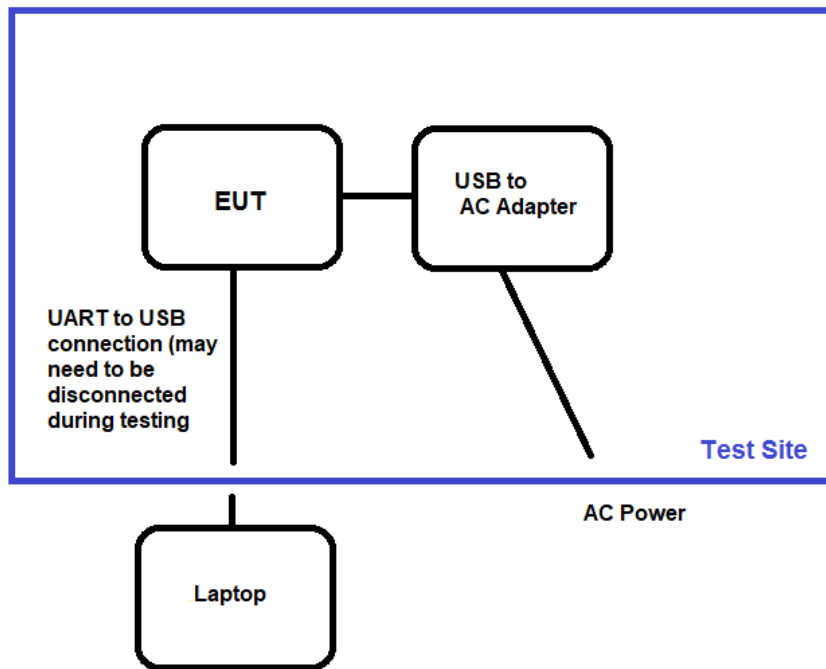 EUT
USB to
AC Adapter
UART to USB
connection (may
need to be
disconnected
during testing
Test Site
AC Power
Laptop